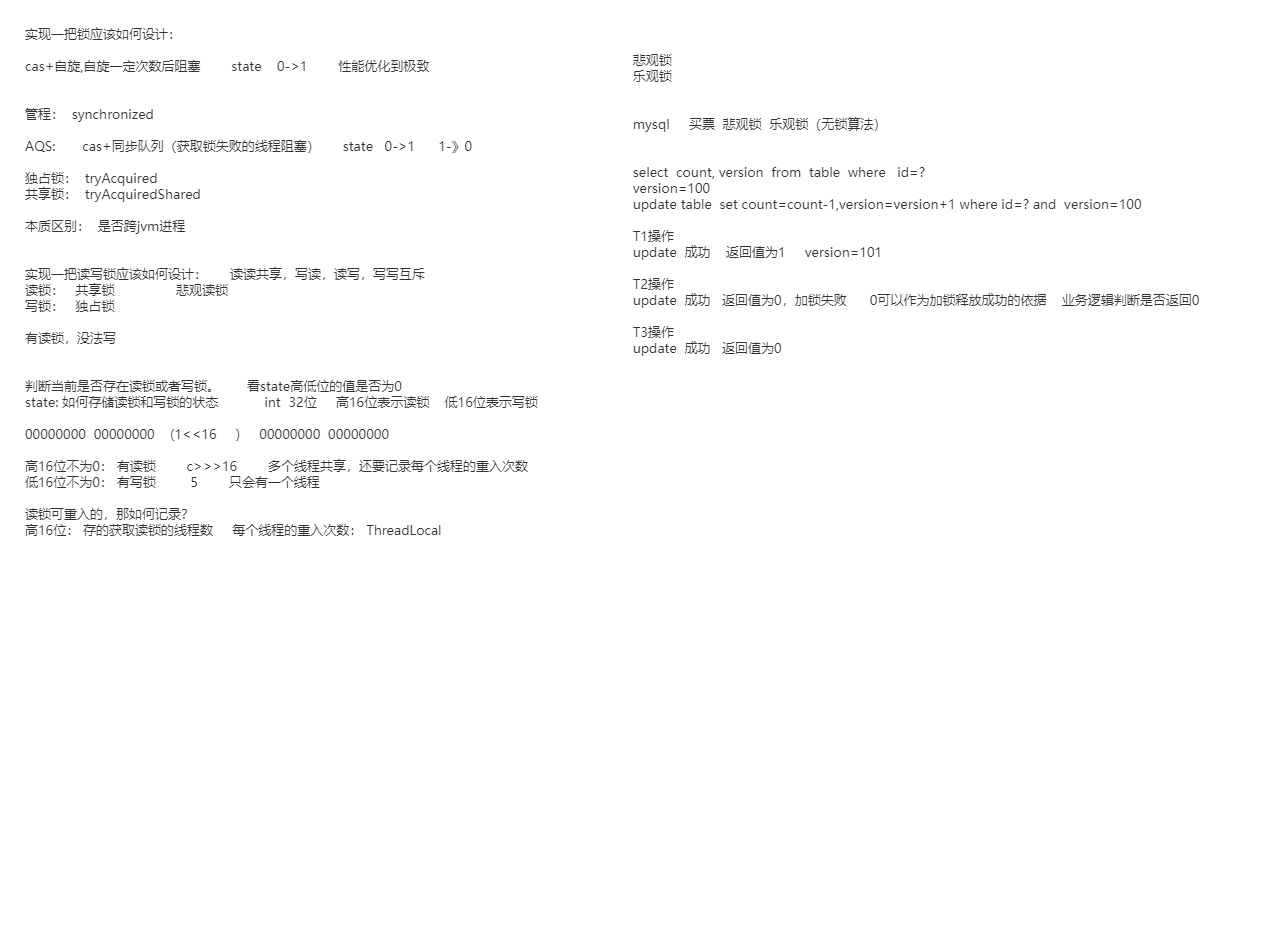 实现一把锁应该如何设计：
cas+自旋,自旋一定次数后阻塞 state 0->1 性能优化到极致
管程： synchronized
AQS: cas+同步队列（获取锁失败的线程阻塞） state 0->1 1-》0
独占锁： tryAcquired
共享锁： tryAcquiredShared
本质区别： 是否跨jvm进程
实现一把读写锁应该如何设计： 读读共享，写读，读写，写写互斥
读锁： 共享锁 悲观读锁
写锁： 独占锁
有读锁，没法写
判断当前是否存在读锁或者写锁。 看state高低位的值是否为0
state: 如何存储读锁和写锁的状态 int 32位 高16位表示读锁 低16位表示写锁
00000000 00000000 （1<<16 ） 00000000 00000000
高16位不为0： 有读锁 c>>>16 多个线程共享，还要记录每个线程的重入次数
低16位不为0： 有写锁 5 只会有一个线程
读锁可重入的，那如何记录?
高16位： 存的获取读锁的线程数 每个线程的重入次数： ThreadLocal
悲观锁
乐观锁
mysql 买票 悲观锁 乐观锁（无锁算法）
select count, version from table where id=?
version=100
update table set count=count-1,version=version+1 where id=? and version=100
T1操作
update 成功 返回值为1 version=101
T2操作
update 成功 返回值为0，加锁失败 0可以作为加锁释放成功的依据 业务逻辑判断是否返回0
T3操作
update 成功 返回值为0